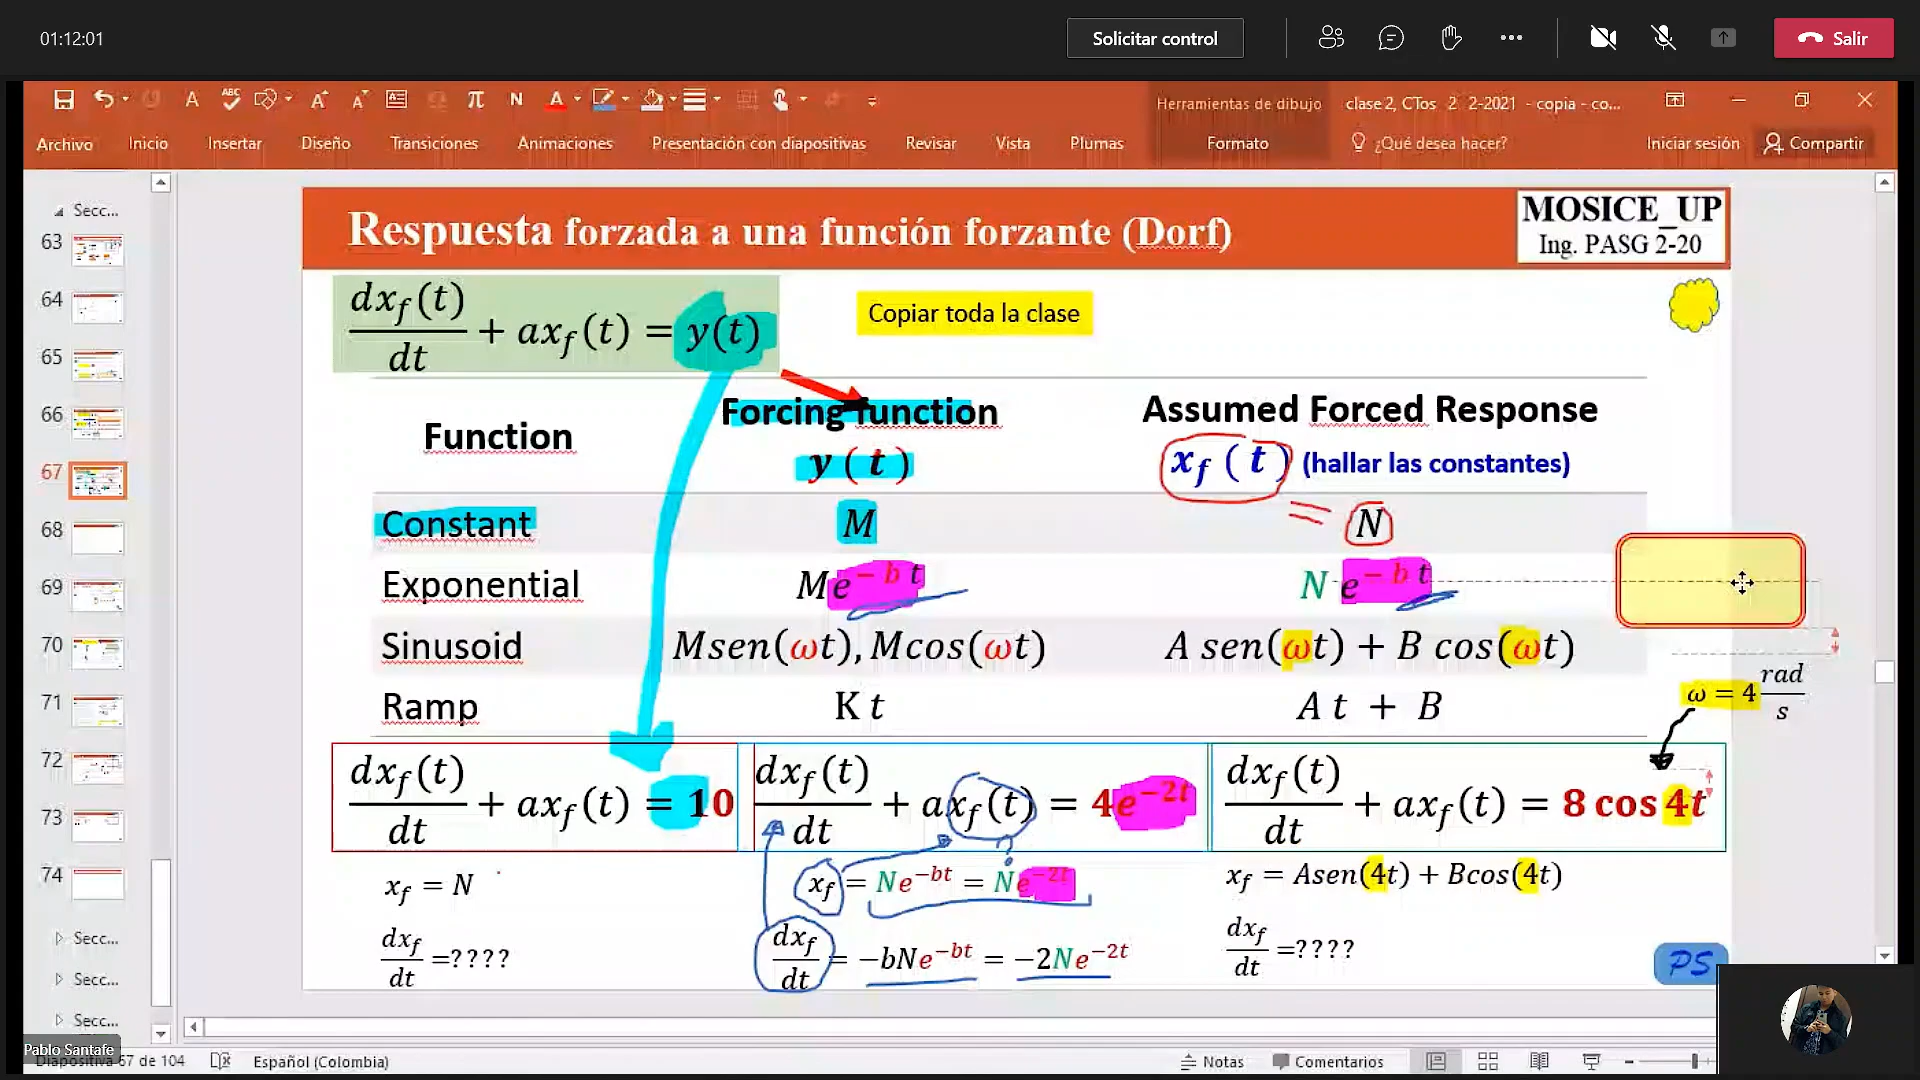 01:12:01
Solicitar control
Salir
Herramientas de dibujo
clase 2, CTos 2 2-2021 - copia - co...
Archivo Inicio Insertar Diseño Transiciones Animaciones Presentación con diapositivas Revisar Vista Plumas Formato ¿Qué desea hacer? Iniciar sesión Compartir
Secc...
63
64
65
66
67
68
69
70
71
72
73
74
Secc...
Secc...
Secc...
Respuesta forzada a una función forzante (Dorf)
MOSICE_UP
Ing. PASG 2-20
dx_f(t)/dt + ax_f(t) = y(t)
Copiar toda la clase
Function Forcing function y ( t ) Assumed Forced Response x_f ( t ) (hallar las constantes)
Constant M = N
Exponential Me^{- b t} N e^{- b t}
Sinusoid Msen(ωt), Mcos(ωt) A sen(ωt) + B cos(ωt)
Ramp K t A t + B
ω = 4 rad/s
dx_f(t)/dt + ax_f(t) = 10
dx_f(t)/dt + ax_f(t) = 4e^{-2t}
dx_f(t)/dt + ax_f(t) = 8 cos 4t
x_f = N
?
x_f = Ne^{-bt} = Ne^{-2t}
x_f = Asen(4t) + Bcos(4t)
dx_f/dt =????
dx_f/dt = -bNe^{-bt} = -2Ne^{-2t}
dx_f/dt =????
PS
Pablo Santafe
Diapositiva 67 de 104 Español (Colombia) Notas Comentarios